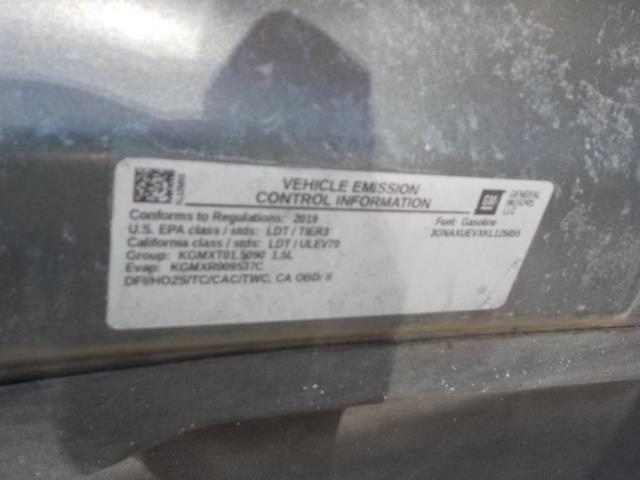 VEHICLE EMISSION
CONTROL INFORMATION
GM
GENERAL
MOTORS
LLC
Conforms to Regulations: 2019
Fuel: Gasoline
U.S. EPA class / stds: LDT / TIER3
3GNAXUEVXKL125055
California class / stds: LDT / ULEV70
Group: KGMXT01.5090 1.5L
Evap: KGMXR009537C
DFI/HO2S/TC/CAC/TWC, CA OBD: II